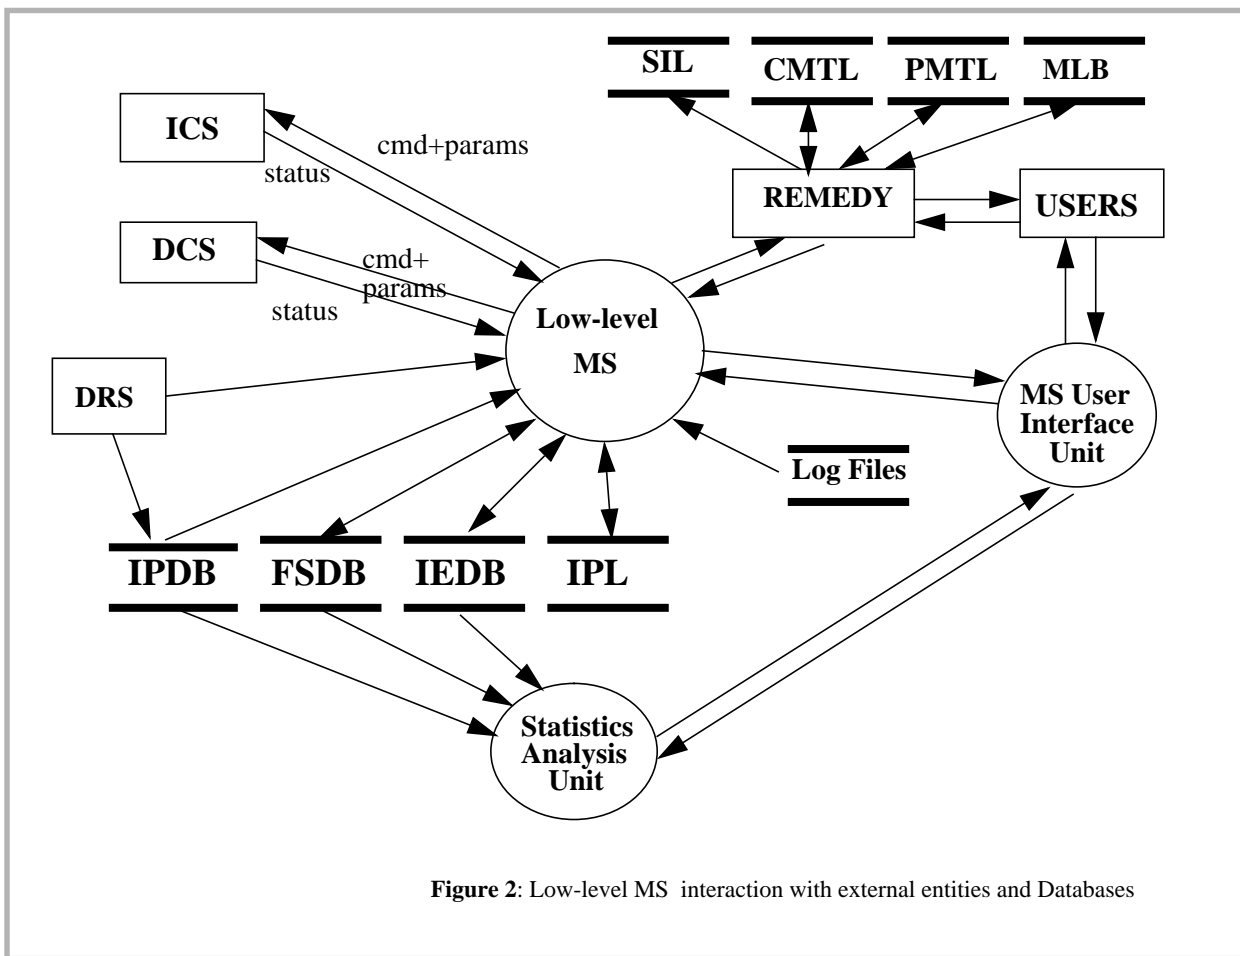 SIL
CMTL
PMTL
MLB
ICS
cmd+params
status
REMEDY
USERS
DCS
cmd+
params
status
Low-level
MS
DRS
MS User
Interface
Unit
Log Files
IPDB
FSDB
IEDB
IPL
Statistics
Analysis
Unit
Figure 2: Low-level MS interaction with external entities and Databases